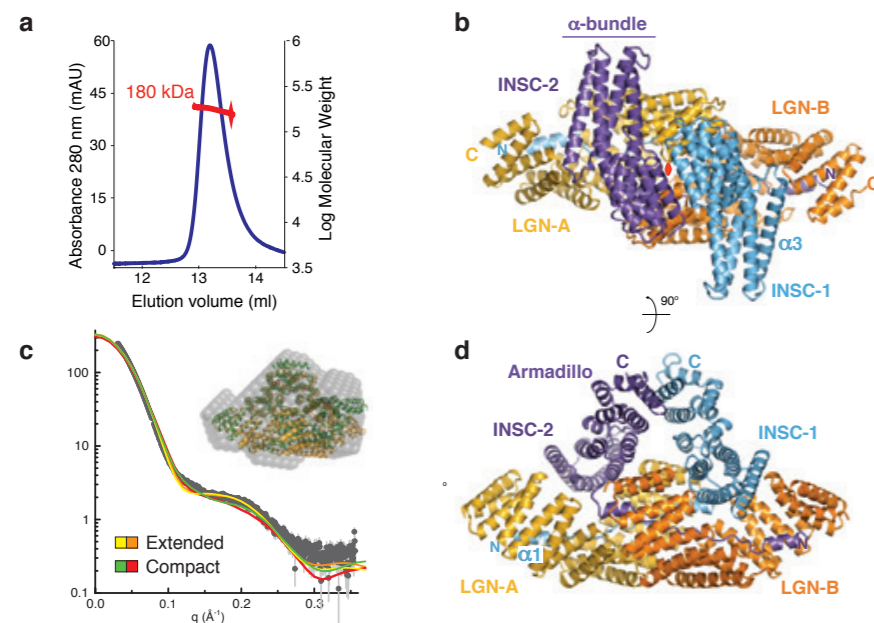 a
60
45
30
15
0
Absorbance 280 nm (mAU)
180 kDa
6
5.5
5
4.5
4
3.5
Log Molecular Weight
12
13
14
Elution volume (ml)
b
α-bundle
INSC-2
LGN-B
C
N
N
C
LGN-A
α3
INSC-1
90°
c
100
10
1
0.1
Extended
Compact
0.0
0.1
0.2
0.3
q (Å⁻¹)
d
Armadillo
C
C
INSC-2
INSC-1
°
N
α1
N
LGN-A
LGN-B